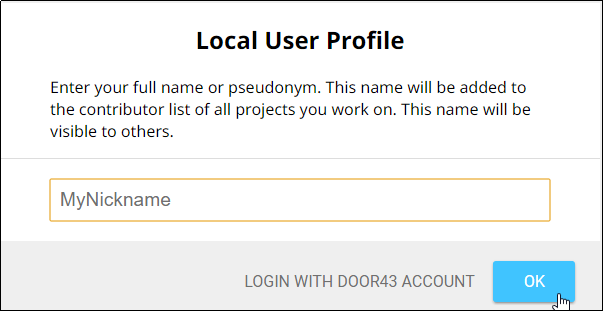 Local User Profile
Enter your full name or pseudonym. This name will be added to
the contributor list of all projects you work on. This name will be
visible to others.
MyNickname
LOGIN WITH DOOR43 ACCOUNT OK